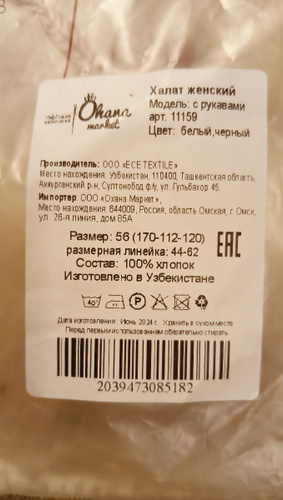 Халат женский
Модель: с рукавами
арт. 11159
Цвет: белый,черный
торговая компания
Ohana
market
Производитель: ООО «ECE TEXTILE»
Место нахождения: Узбекистан, 110400, Ташкентская область,
Аккурганский р-н, Султонобод ф/у, ул. Гульбахор 45
Импортер: ООО «Охана Маркет»,
Место нахождения: 644009, Россия, область Омская, г. Омск,
ул. 26-я линия, дом 85А
Размер: 56 (170-112-120)
размерная линейка: 44-62
Состав: 100% хлопок
Изготовлено в Узбекистане
EAC
40
P
Дата изготовления: Июнь 2024 г. Хранить в сухом месте
Перед первым использованием обязательно стирать.
2039473085182